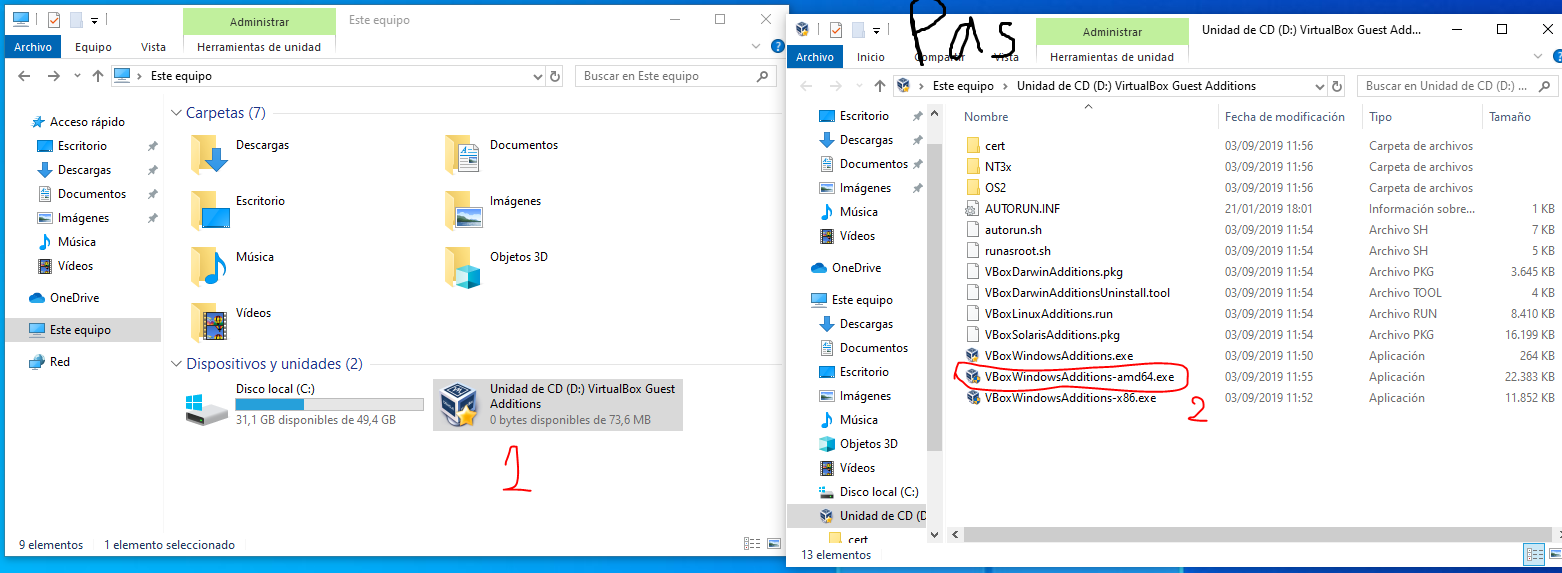 Administrar
Este equipo
Archivo
Equipo
Vista
Herramientas de unidad
Este equipo
Buscar en Este equipo
Acceso rápido
Escritorio
Descargas
Documentos
Imágenes
Música
Vídeos
OneDrive
Este equipo
Red
Carpetas (7)
Descargas
Documentos
Escritorio
Imágenes
Música
Objetos 3D
Vídeos
Dispositivos y unidades (2)
Disco local (C:)
31,1 GB disponibles de 49,4 GB
Unidad de CD (D:) VirtualBox Guest
Additions
0 bytes disponibles de 73,6 MB
1
9 elementos
1 elemento seleccionado
Pas
Administrar
Unidad de CD (D:) VirtualBox Guest Add...
Archivo
Inicio
Compartir
Vista
Herramientas de unidad
Este equipo
Unidad de CD (D:) VirtualBox Guest Additions
Buscar en Unidad de CD (D:) ...
Escritorio
Descargas
Documentos
Imágenes
Música
Vídeos
OneDrive
Este equipo
Descargas
Documentos
Escritorio
Imágenes
Música
Objetos 3D
Vídeos
Disco local (C:)
Unidad de CD (D
cert
Nombre Fecha de modificación Tipo Tamaño
cert 03/09/2019 11:56 Carpeta de archivos
NT3x 03/09/2019 11:56 Carpeta de archivos
OS2 03/09/2019 11:56 Carpeta de archivos
AUTORUN.INF 21/01/2019 18:01 Información sobre... 1 KB
autorun.sh 03/09/2019 11:54 Archivo SH 7 KB
runasroot.sh 03/09/2019 11:54 Archivo SH 5 KB
VBoxDarwinAdditions.pkg 03/09/2019 11:54 Archivo PKG 3.645 KB
VBoxDarwinAdditionsUninstall.tool 03/09/2019 11:54 Archivo TOOL 4 KB
VBoxLinuxAdditions.run 03/09/2019 11:54 Archivo RUN 8.410 KB
VBoxSolarisAdditions.pkg 03/09/2019 11:54 Archivo PKG 16.199 KB
VBoxWindowsAdditions.exe 03/09/2019 11:50 Aplicación 264 KB
VBoxWindowsAdditions-amd64.exe 03/09/2019 11:55 Aplicación 22.383 KB
VBoxWindowsAdditions-x86.exe 03/09/2019 11:52 Aplicación 11.852 KB
2
13 elementos